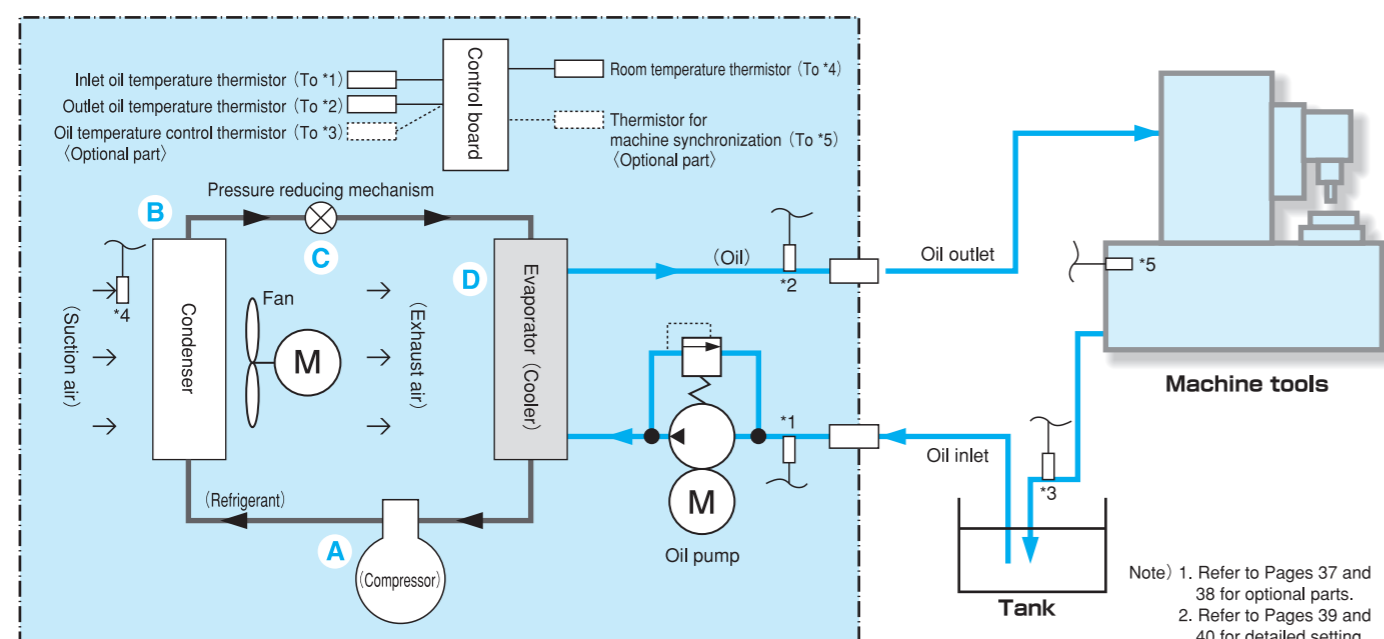 Inlet oil temperature thermistor (To *1)
Outlet oil temperature thermistor (To *2)
Oil temperature control thermistor (To *3)
〈Optional part〉
Control board
Room temperature thermistor (To *4)
Thermistor for
machine synchronization (To *5)
〈Optional part〉
Pressure reducing mechanism
B
C
D
A
(Suction air)
*4
Condenser
Fan
M
(Exhaust air)
Evaporator (Cooler)
(Oil)
*2
Oil outlet
*5
Machine tools
*1
Oil inlet
*3
M
Oil pump
(Refrigerant)
(Compressor)
Tank
Note) 1. Refer to Pages 37 and
38 for optional parts.
2. Refer to Pages 39 and
40 for detailed setting